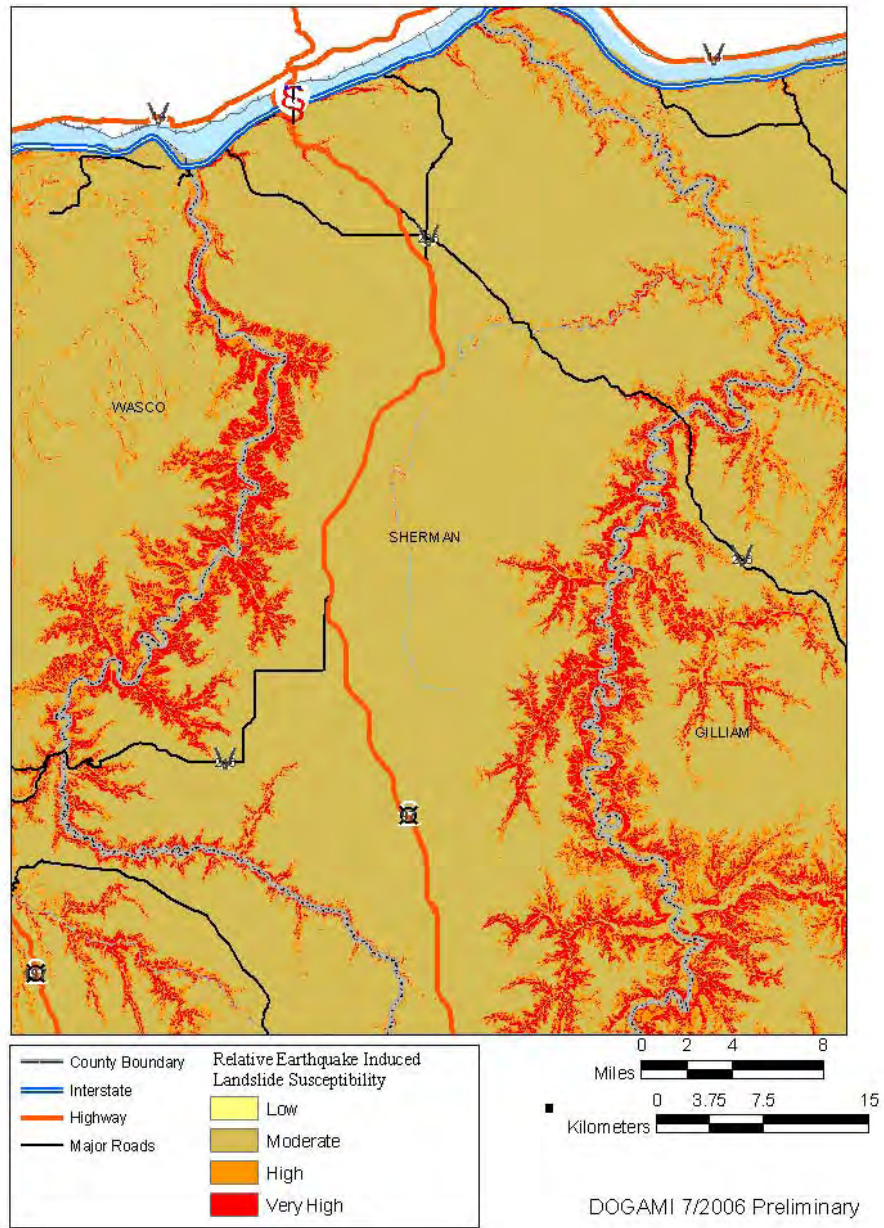 WASCO
SHERMAN
GILLIAM
County Boundary
Interstate
Highway
Major Roads
Relative Earthquake Induced
Landslide Susceptibility
Low
Moderate
High
Very High
0 2 4 8
Miles
0 3.75 7.5 15
Kilometers
DOGAMI 7/2006 Preliminary